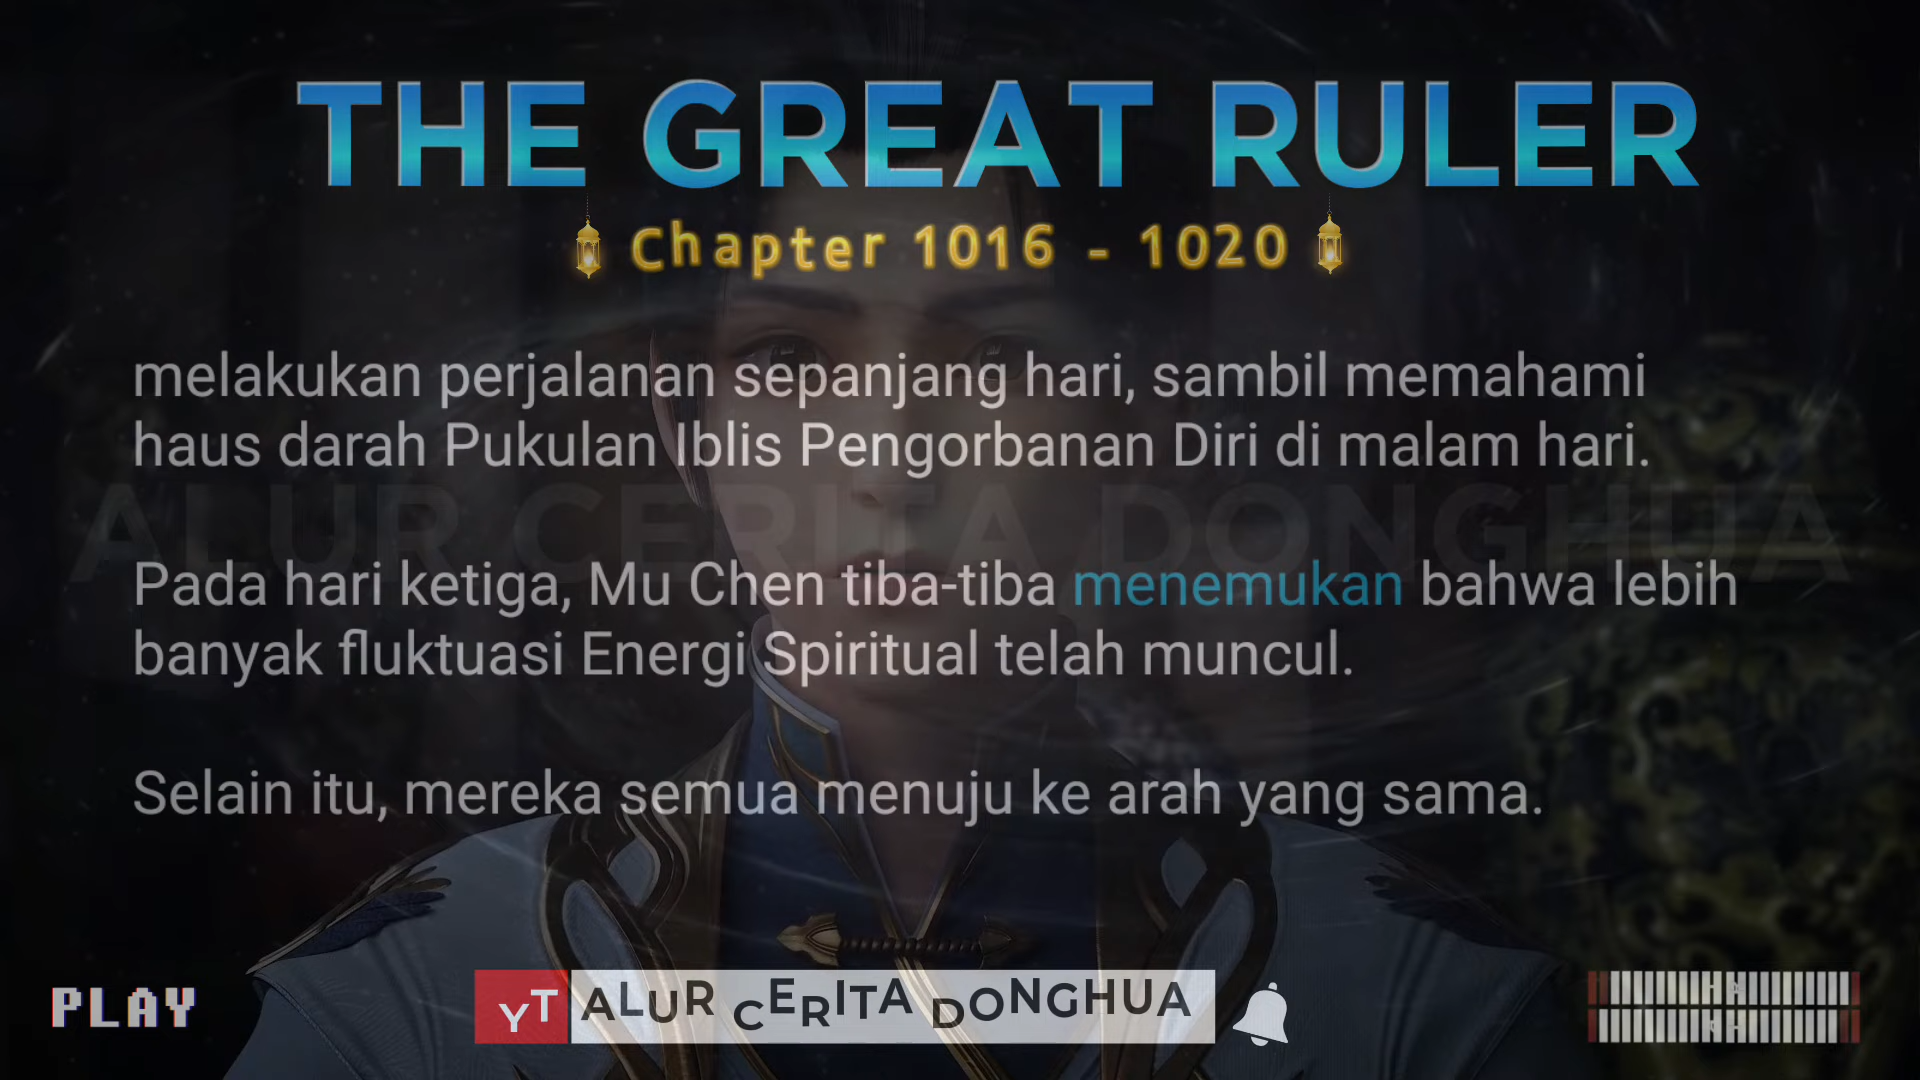 THE GREAT RULER
Chapter 1016 - 1020
melakukan perjalanan sepanjang hari, sambil memahami
haus darah Pukulan Iblis Pengorbanan Diri di malam hari.
ALUR CERITA DONGHUA
Pada hari ketiga, Mu Chen tiba-tiba menemukan bahwa lebih
banyak fluktuasi Energi Spiritual telah muncul.
Selain itu, mereka semua menuju ke arah yang sama.
PLAY
YT ALUR CERITA DONGHUA